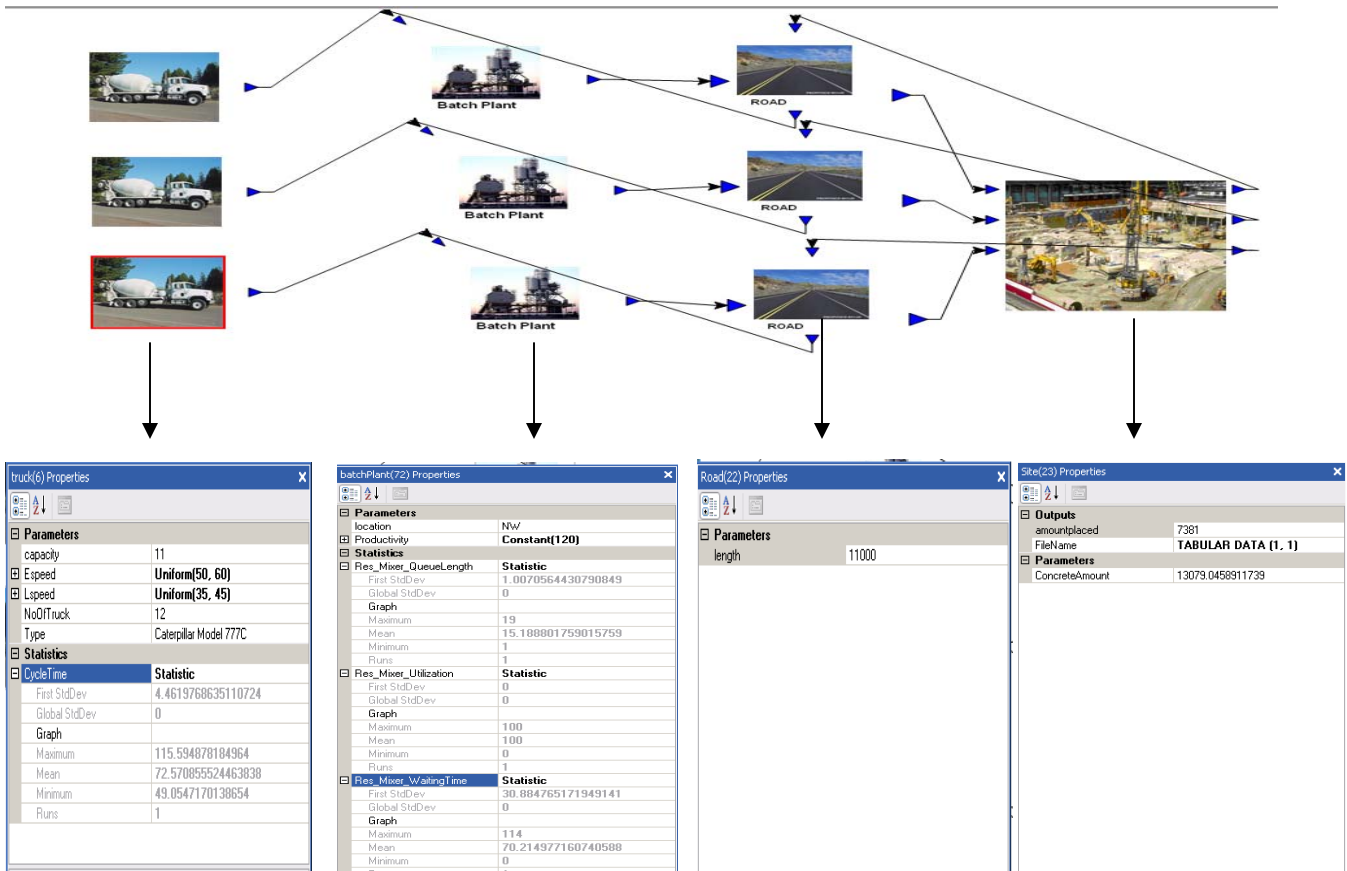 Batch Plant
ROAD
Batch Plant
ROAD
Batch Plant
ROAD
truck(6) Properties X
Parameters
capacity 11
Espeed Uniform(50, 60)
Lspeed Uniform(35, 45)
NoOfTruck 12
Type Caterpillar Model 777C
Statistics
CycleTime Statistic
First StdDev 4.4619768635110724
Global StdDev 0
Graph
Maximum 115.594878184964
Mean 72.570855524463838
Minimum 49.0547170138654
Runs 1
batchPlant(72) Properties X
Parameters
location NW
Productivity Constant(120)
Statistics
Res_Mixer_QueueLength Statistic
First StdDev 1.0070564430790849
Global StdDev 0
Graph
Maximum 19
Mean 15.188801759015759
Minimum 1
Runs 1
Res_Mixer_Utilization Statistic
First StdDev 0
Global StdDev 0
Graph
Maximum 100
Mean 100
Minimum 0
Runs 1
Res_Mixer_WaitingTime Statistic
First StdDev 30.884765171949141
Global StdDev 0
Graph
Maximum 114
Mean 70.214977160740588
Minimum 0
Road(22) Properties X
Parameters
length 11000
Site(23) Properties X
Outputs
amountplaced 7381
FileName TABULAR DATA (1, 1)
Parameters
ConcreteAmount 13079.0458911739